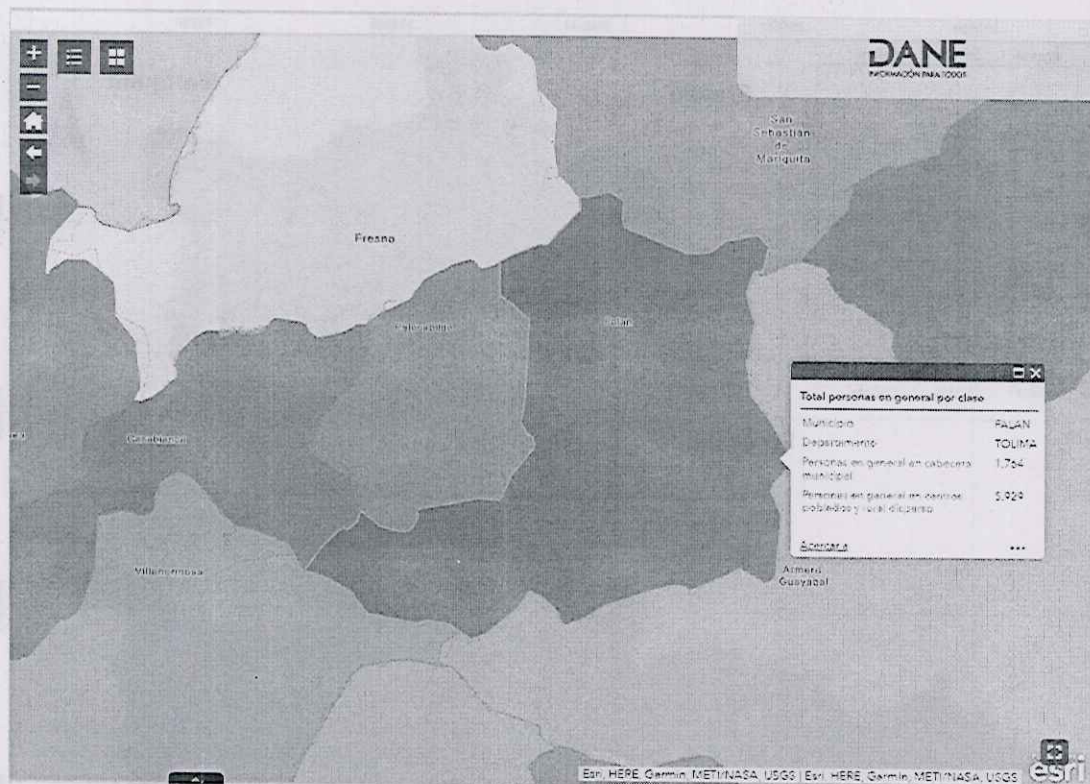 DANE
INFORMACIÓN PARA TODOS
San
Sebastián
de
Mariquita
Fresno
Palocabildo
Falan
Casabianca
Villahermosa
Armero
Guayabal
Total personas en general por clase
Municipio FALAN
Departamento TOLIMA
Personas en general en cabecera municipal 1,764
Personas en general en centros poblados y rural disperso 5,929
Acercar a
•••
Esri, HERE, Garmin, METI/NASA, USGS | Esri, HERE, Garmin, METI/NASA, USGS
esri